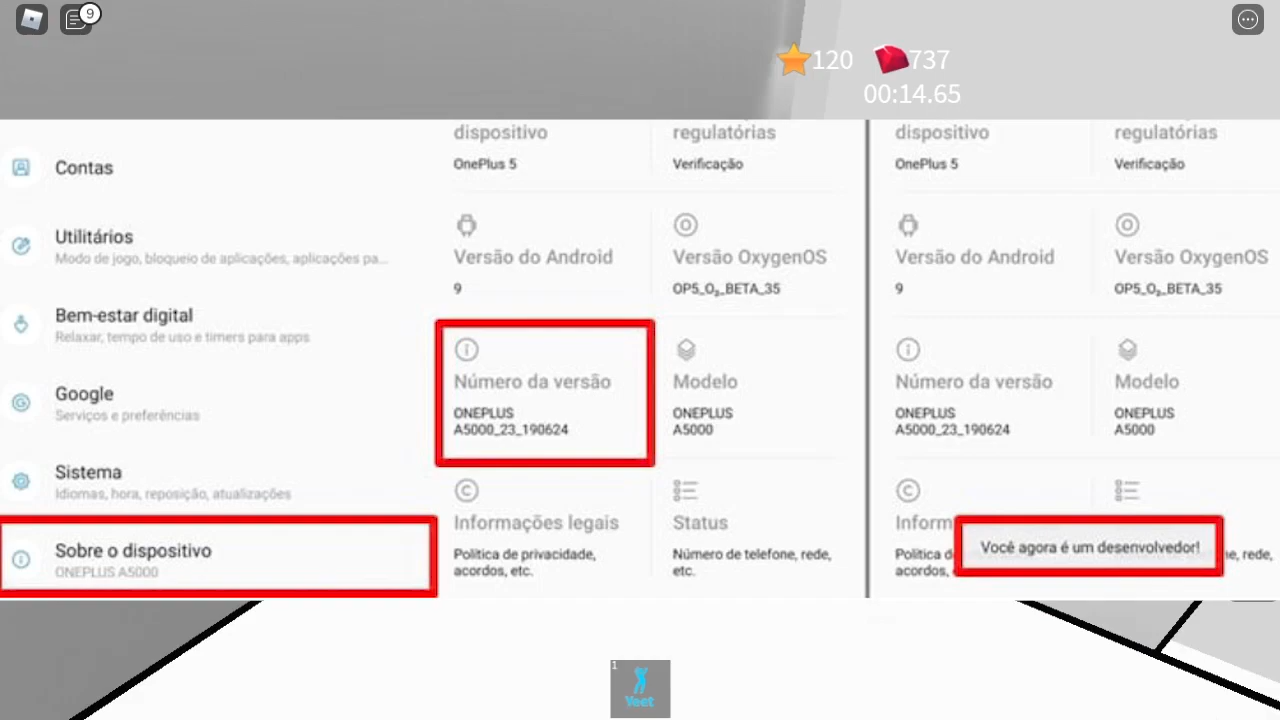 9
120 737
00:14.65
Contas
Utilitários
Modo de jogo, bloqueio de aplicações, aplicações pa...
Bem-estar digital
Relaxar, tempo de uso e timers para apps
Google
Serviços e preferências
Sistema
Idiomas, hora, reposição, atualizações
Sobre o dispositivo
ONEPLUS A5000
dispositivo
OnePlus 5
regulatórias
Verificação
Versão do Android
9
Versão OxygenOS
OP5_O₂_BETA_35
Número da versão
ONEPLUS
A5000_23_190624
Modelo
ONEPLUS
A5000
Informações legais
Política de privacidade,
acordos, etc.
Status
Número de telefone, rede,
etc.
dispositivo
OnePlus 5
regulatórias
Verificação
Versão do Android
9
Versão OxygenOS
OP5_O₂_BETA_35
Número da versão
ONEPLUS
A5000_23_190624
Modelo
ONEPLUS
A5000
Inform
Política d
acordos,
Você agora é um desenvolvedor!
ne, rede,
1
Yeet